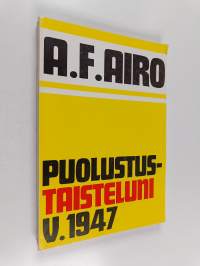 A.F.AIRO
PUOLUSTUS-
TAISTELUNI
V.1947